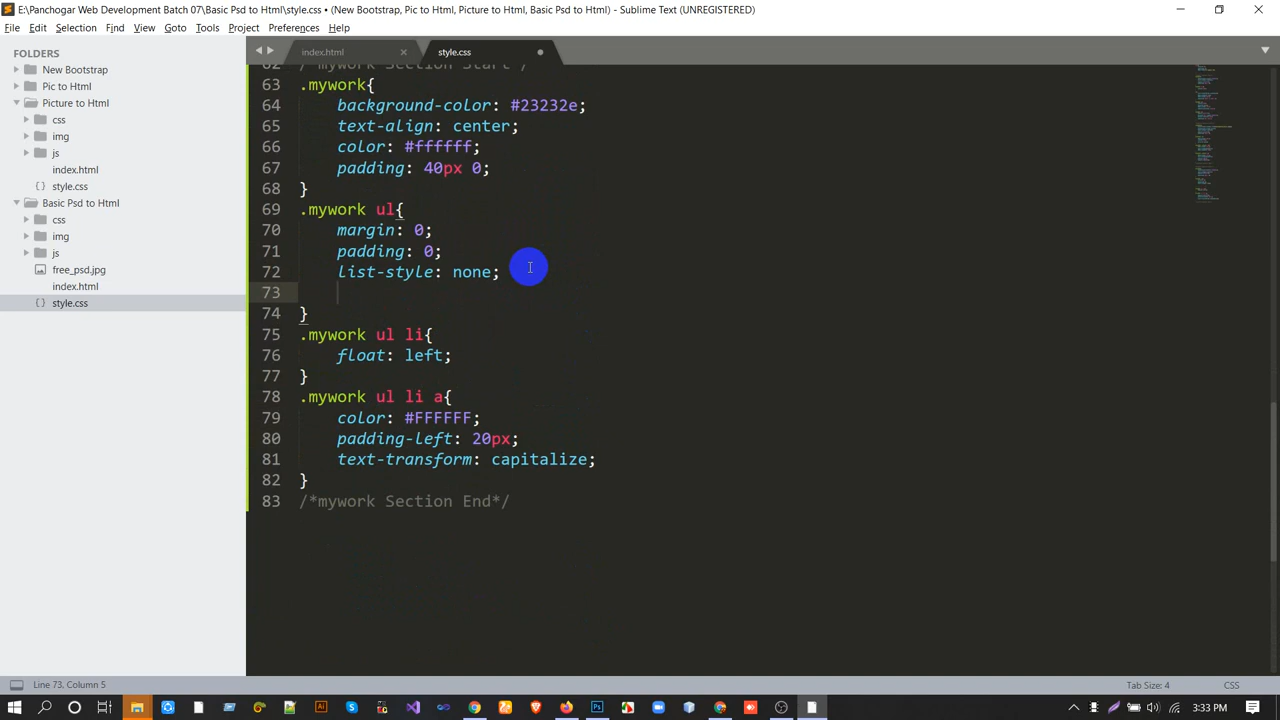 E:\Panchogar Web Development Batch 07\Basic Psd to Html\style.css • (New Bootstrap, Pic to Html, Picture to Html, Basic Psd to Html) - Sublime Text (UNREGISTERED)
File Edit Selection Find View Goto Tools Project Preferences Help
FOLDERS
New Bootstrap
Pic to Html
Picture to Html
css
img
js
index.html
style.css
Basic Psd to Html
css
img
js
free_psd.jpg
index.html
style.css
index.html
style.css
62 /*mywork Section Start*/
63 .mywork{
64 background-color: #23232e;
65 text-align: center;
66 color: #ffffff;
67 padding: 40px 0;
68 }
69 .mywork ul{
70 margin: 0;
71 padding: 0;
72 list-style: none;
73
74 }
75 .mywork ul li{
76 float: left;
77 }
78 .mywork ul li a{
79 color: #FFFFFF;
80 padding-left: 20px;
81 text-transform: capitalize;
82 }
83 /*mywork Section End*/
Line 73, Column 5
Tab Size: 4
CSS
3:33 PM